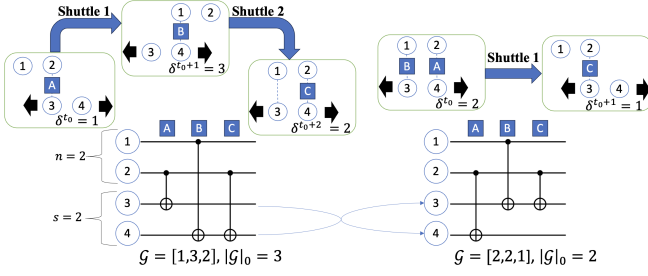 Shuttle 1
Shuttle 2
1 2
A
3 4
δ^{t_0} = 1
1 2
B
3 4
δ^{t_0+1} = 3
1 2
C
3 4
δ^{t_0+2} = 2
A B C
n = 2
s = 2
1
2
3
4
𝒢 = [1,3,2], |𝒢|_0 = 3
Shuttle 1
1 2
B A
3 4
δ^{t_0} = 2
1 2
C
3 4
δ^{t_0+1} = 1
A B C
1
2
3
4
𝒢 = [2,2,1], |𝒢|_0 = 2